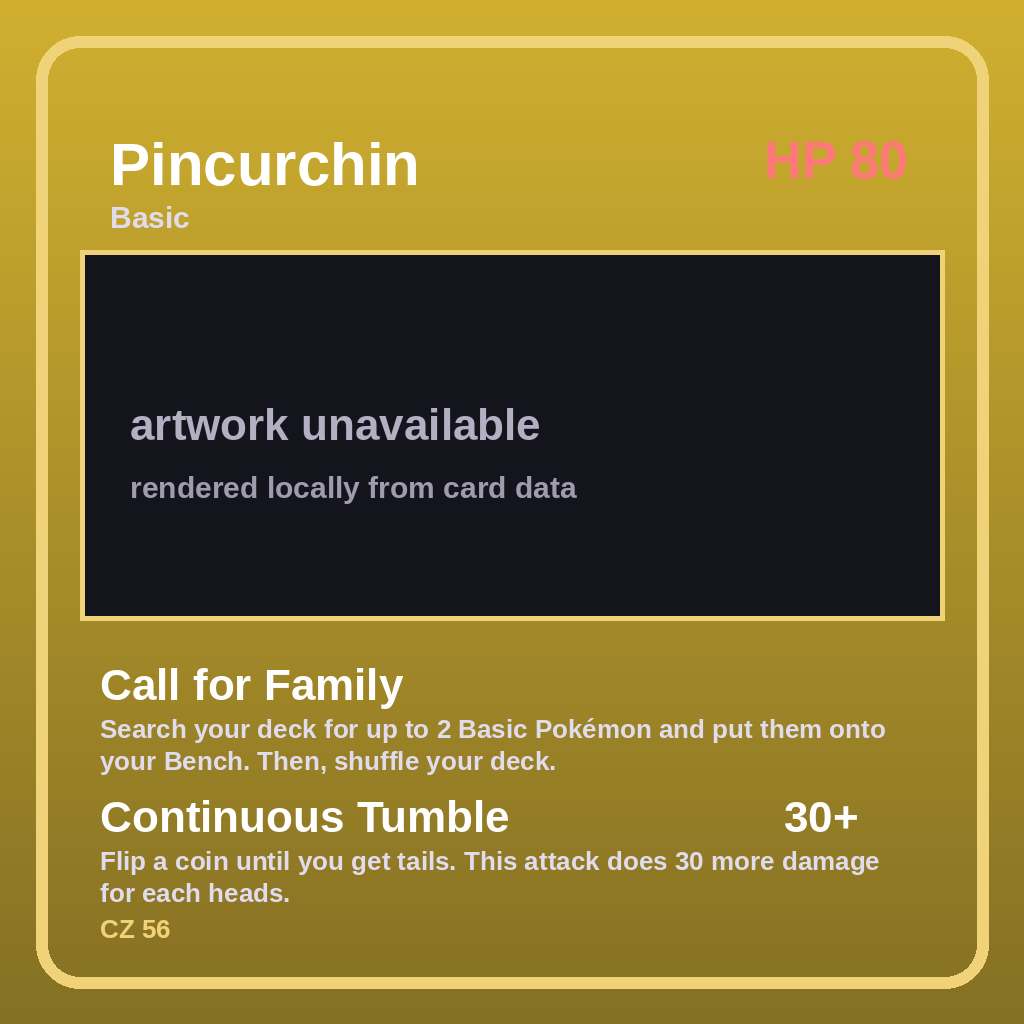 Pincurchin
HP 80
Basic
artwork unavailable
rendered locally from card data
Call for Family
Search your deck for up to 2 Basic Pokémon and put them onto
your Bench. Then, shuffle your deck.
Continuous Tumble
30+
Flip a coin until you get tails. This attack does 30 more damage
for each heads.
CZ 56